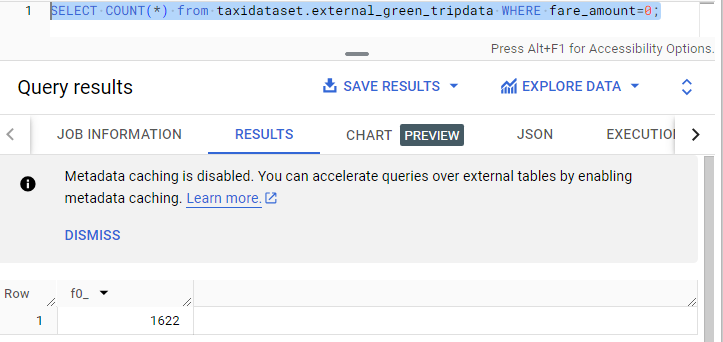 1 SELECT COUNT(*) from taxidataset.external_green_tripdata WHERE fare_amount=0;
Press Alt+F1 for Accessibility Options.
Query results
SAVE RESULTS
EXPLORE DATA
JOB INFORMATION RESULTS CHART PREVIEW JSON EXECUTIO
Metadata caching is disabled. You can accelerate queries over external tables by enabling
metadata caching. Learn more.
DISMISS
Row f0_
1 1622